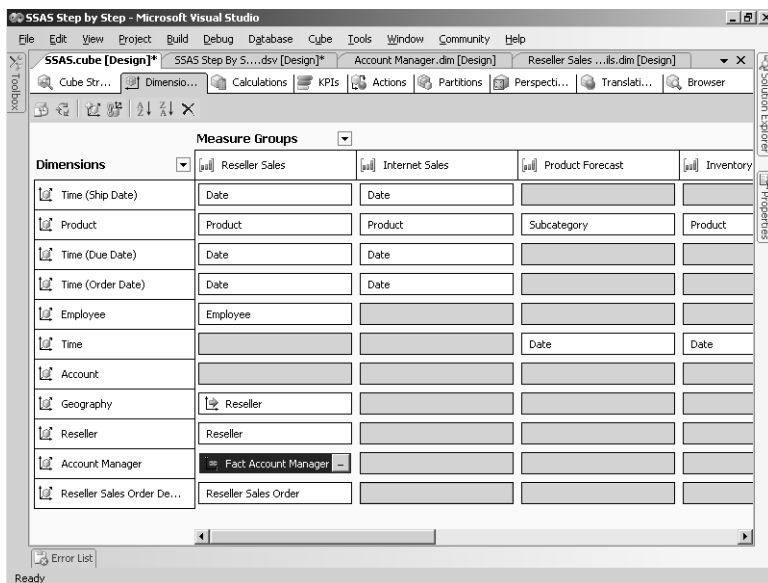 SSAS Step by Step - Microsoft Visual Studio
File Edit View Project Build Debug Database Cube Tools Window Community Help
SSAS.cube [Design]* SSAS Step By S....dsv [Design]* Account Manager.dim [Design] Reseller Sales ...ils.dim [Design]
Cube Str... Dimensio... Calculations KPIs Actions Partitions Perspecti... Translati... Browser
Toolbox
Solution Explorer
Properties
Measure Groups
Dimensions Reseller Sales Internet Sales Product Forecast Inventory
Time (Ship Date) Date Date
Product Product Product Subcategory Product
Time (Due Date) Date Date
Time (Order Date) Date Date
Employee Employee
Time Date Date
Account
Geography Reseller
Reseller Reseller
Account Manager Fact Account Manager ...
Reseller Sales Order De... Reseller Sales Order
Error List
Ready